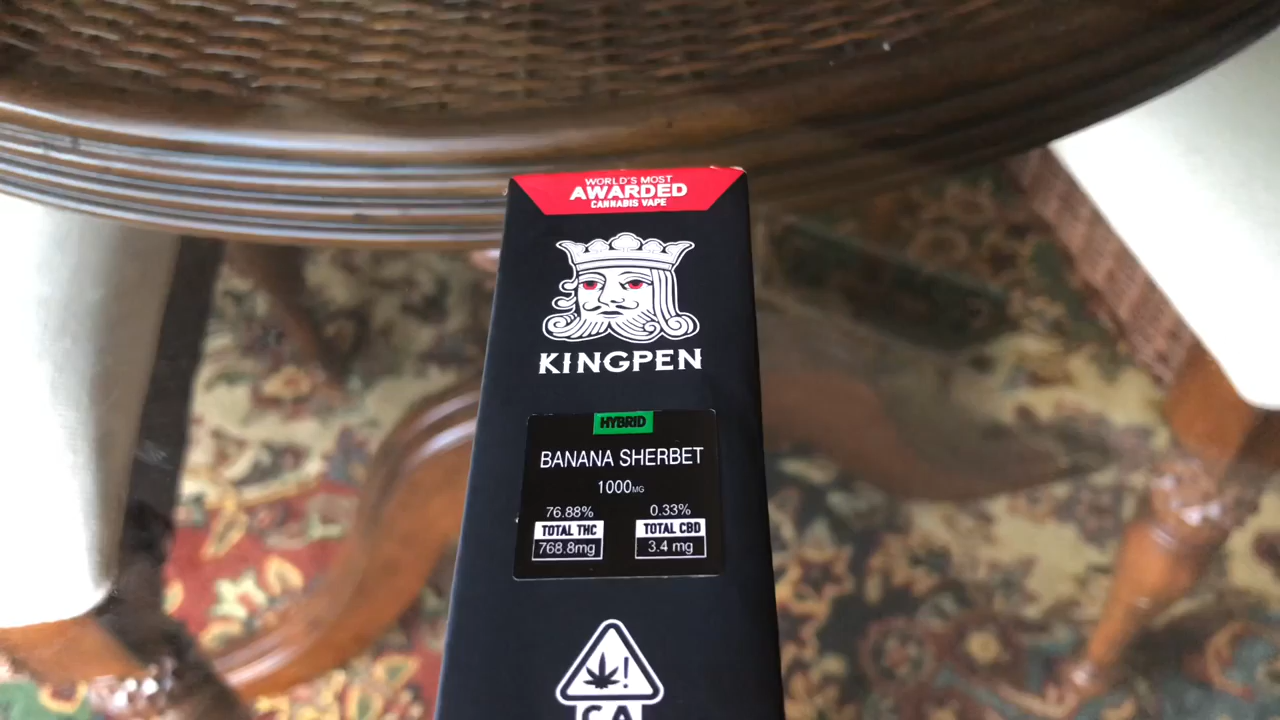 WORLD'S MOST
AWARDED
CANNABIS VAPE
KINGPEN
HYBRID
BANANA SHERBET
1000MG
76.88% 0.33%
TOTAL THC TOTAL CBD
768.8mg 3.4 mg
!
CA